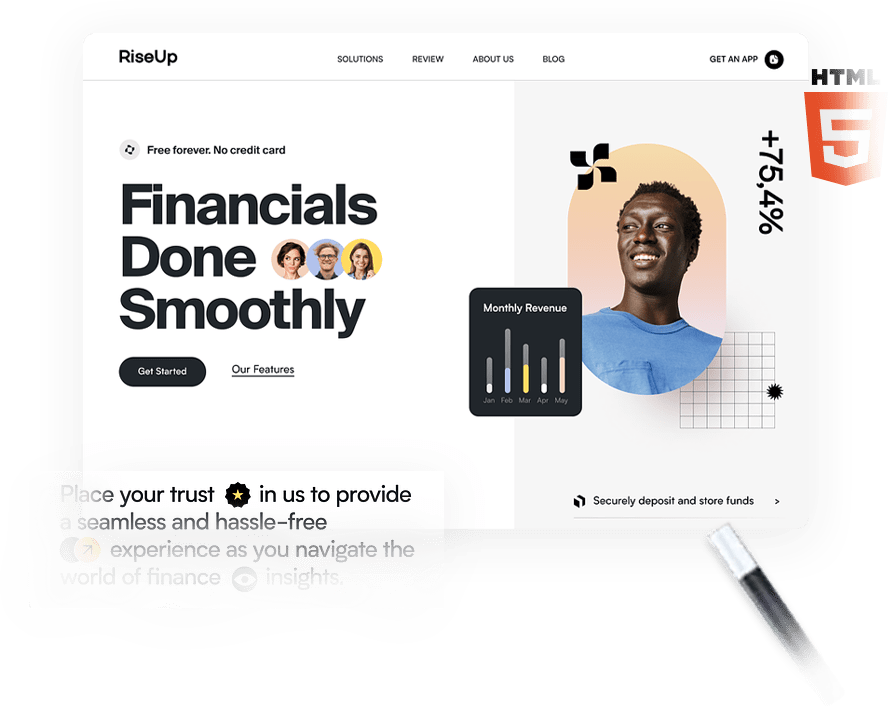 RiseUp
SOLUTIONS REVIEW ABOUT US BLOG
GET AN APP
HTML
5
Free forever. No credit card
Financials
Done
Smoothly
Get Started
Our Features
+75,4%
Monthly Revenue
Jan Feb Mar Apr May
Securely deposit and store funds >
Place your trust in us to provide
a seamless and hassle-free
experience as you navigate the
world of finance insights.